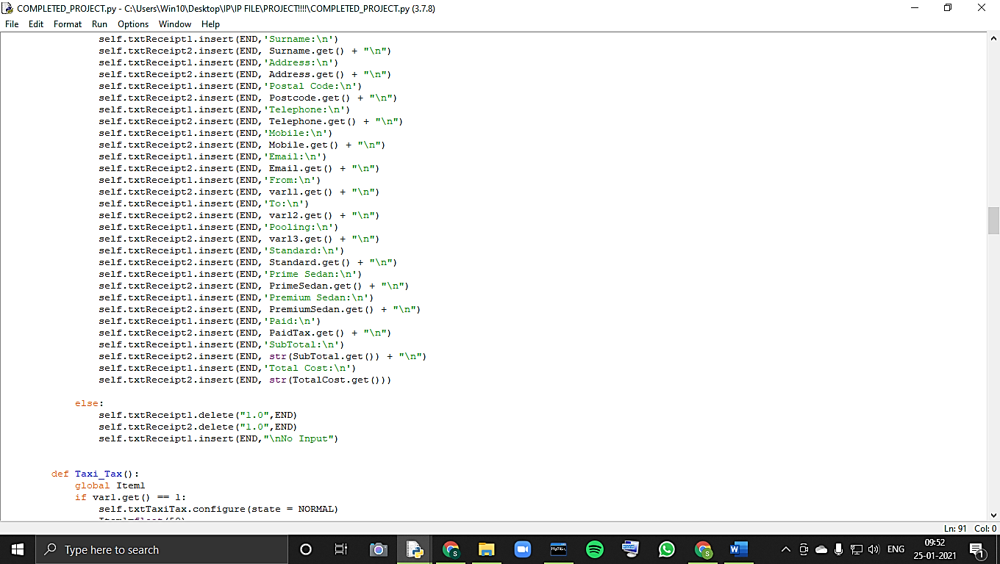 COMPLETED_PROJECT.py - C:\Users\Win10\Desktop\IP\IP FILE\PROJECT!!!!\COMPLETED_PROJECT.py (3.7.8)
File Edit Format Run Options Window Help
self.txtReceipt1.insert(END,'Surname:\n')
self.txtReceipt2.insert(END, Surname.get() + "\n")
self.txtReceipt1.insert(END,'Address:\n')
self.txtReceipt2.insert(END, Address.get() + "\n")
self.txtReceipt1.insert(END,'Postal Code:\n')
self.txtReceipt2.insert(END, Postcode.get() + "\n")
self.txtReceipt1.insert(END,'Telephone:\n')
self.txtReceipt2.insert(END, Telephone.get() + "\n")
self.txtReceipt1.insert(END,'Mobile:\n')
self.txtReceipt2.insert(END, Mobile.get() + "\n")
self.txtReceipt1.insert(END,'Email:\n')
self.txtReceipt2.insert(END, Email.get() + "\n")
self.txtReceipt1.insert(END,'From:\n')
self.txtReceipt2.insert(END, var11.get() + "\n")
self.txtReceipt1.insert(END,'To:\n')
self.txtReceipt2.insert(END, var12.get() + "\n")
self.txtReceipt1.insert(END,'Pooling:\n')
self.txtReceipt2.insert(END, var13.get() + "\n")
self.txtReceipt1.insert(END,'Standard:\n')
self.txtReceipt2.insert(END, Standard.get() + "\n")
self.txtReceipt1.insert(END,'Prime Sedan:\n')
self.txtReceipt2.insert(END, PrimeSedan.get() + "\n")
self.txtReceipt1.insert(END,'Premium Sedan:\n')
self.txtReceipt2.insert(END, PremiumSedan.get() + "\n")
self.txtReceipt1.insert(END,'Paid:\n')
self.txtReceipt2.insert(END, PaidTax.get() + "\n")
self.txtReceipt1.insert(END,'SubTotal:\n')
self.txtReceipt2.insert(END, str(SubTotal.get()) + "\n")
self.txtReceipt1.insert(END,'Total Cost:\n')
self.txtReceipt2.insert(END, str(TotalCost.get()))
else:
self.txtReceipt1.delete("1.0",END)
self.txtReceipt2.delete("1.0",END)
self.txtReceipt1.insert(END,"\nNo Input")
def Taxi_Tax():
global Item1
if var1.get() == 1:
self.txtTaxiTax.configure(state = NORMAL)
Item1=float(50)
Ln: 91 Col: 0
Type here to search
MySQL
ENG
09:52
25-01-2021
1